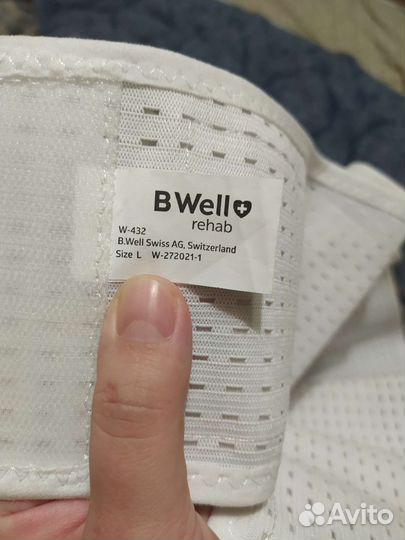 B Well
rehab
W-432
B.Well Swiss AG, Switzerland
Size L W-272021-1
Avito